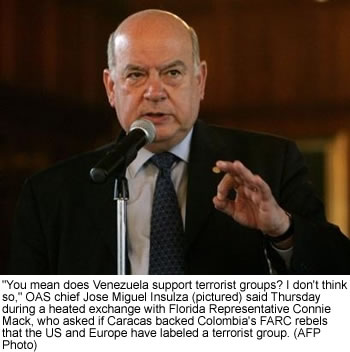 "You mean does Venezuela support terrorist groups? I don't think
so," OAS chief Jose Miguel Insulza (pictured) said Thursday
during a heated exchange with Florida Representative Connie
Mack, who asked if Caracas backed Colombia's FARC rebels
that the US and Europe have labeled a terrorist group. (AFP
Photo)